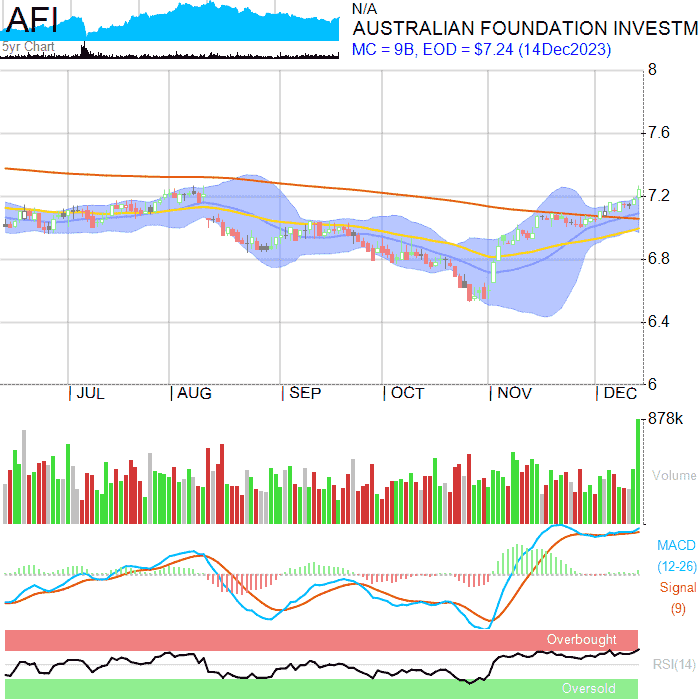 AFI
5yr Chart
N/A
AUSTRALIAN FOUNDATION INVESTM
MC = 9B, EOD = $7.24 (14Dec2023)
8
7.6
7.2
6.8
6.4
6
JUL AUG SEP OCT NOV DEC
878k
Volume
MACD
(12-26)
Signal
(9)
Overbought
RSI(14)
Oversold